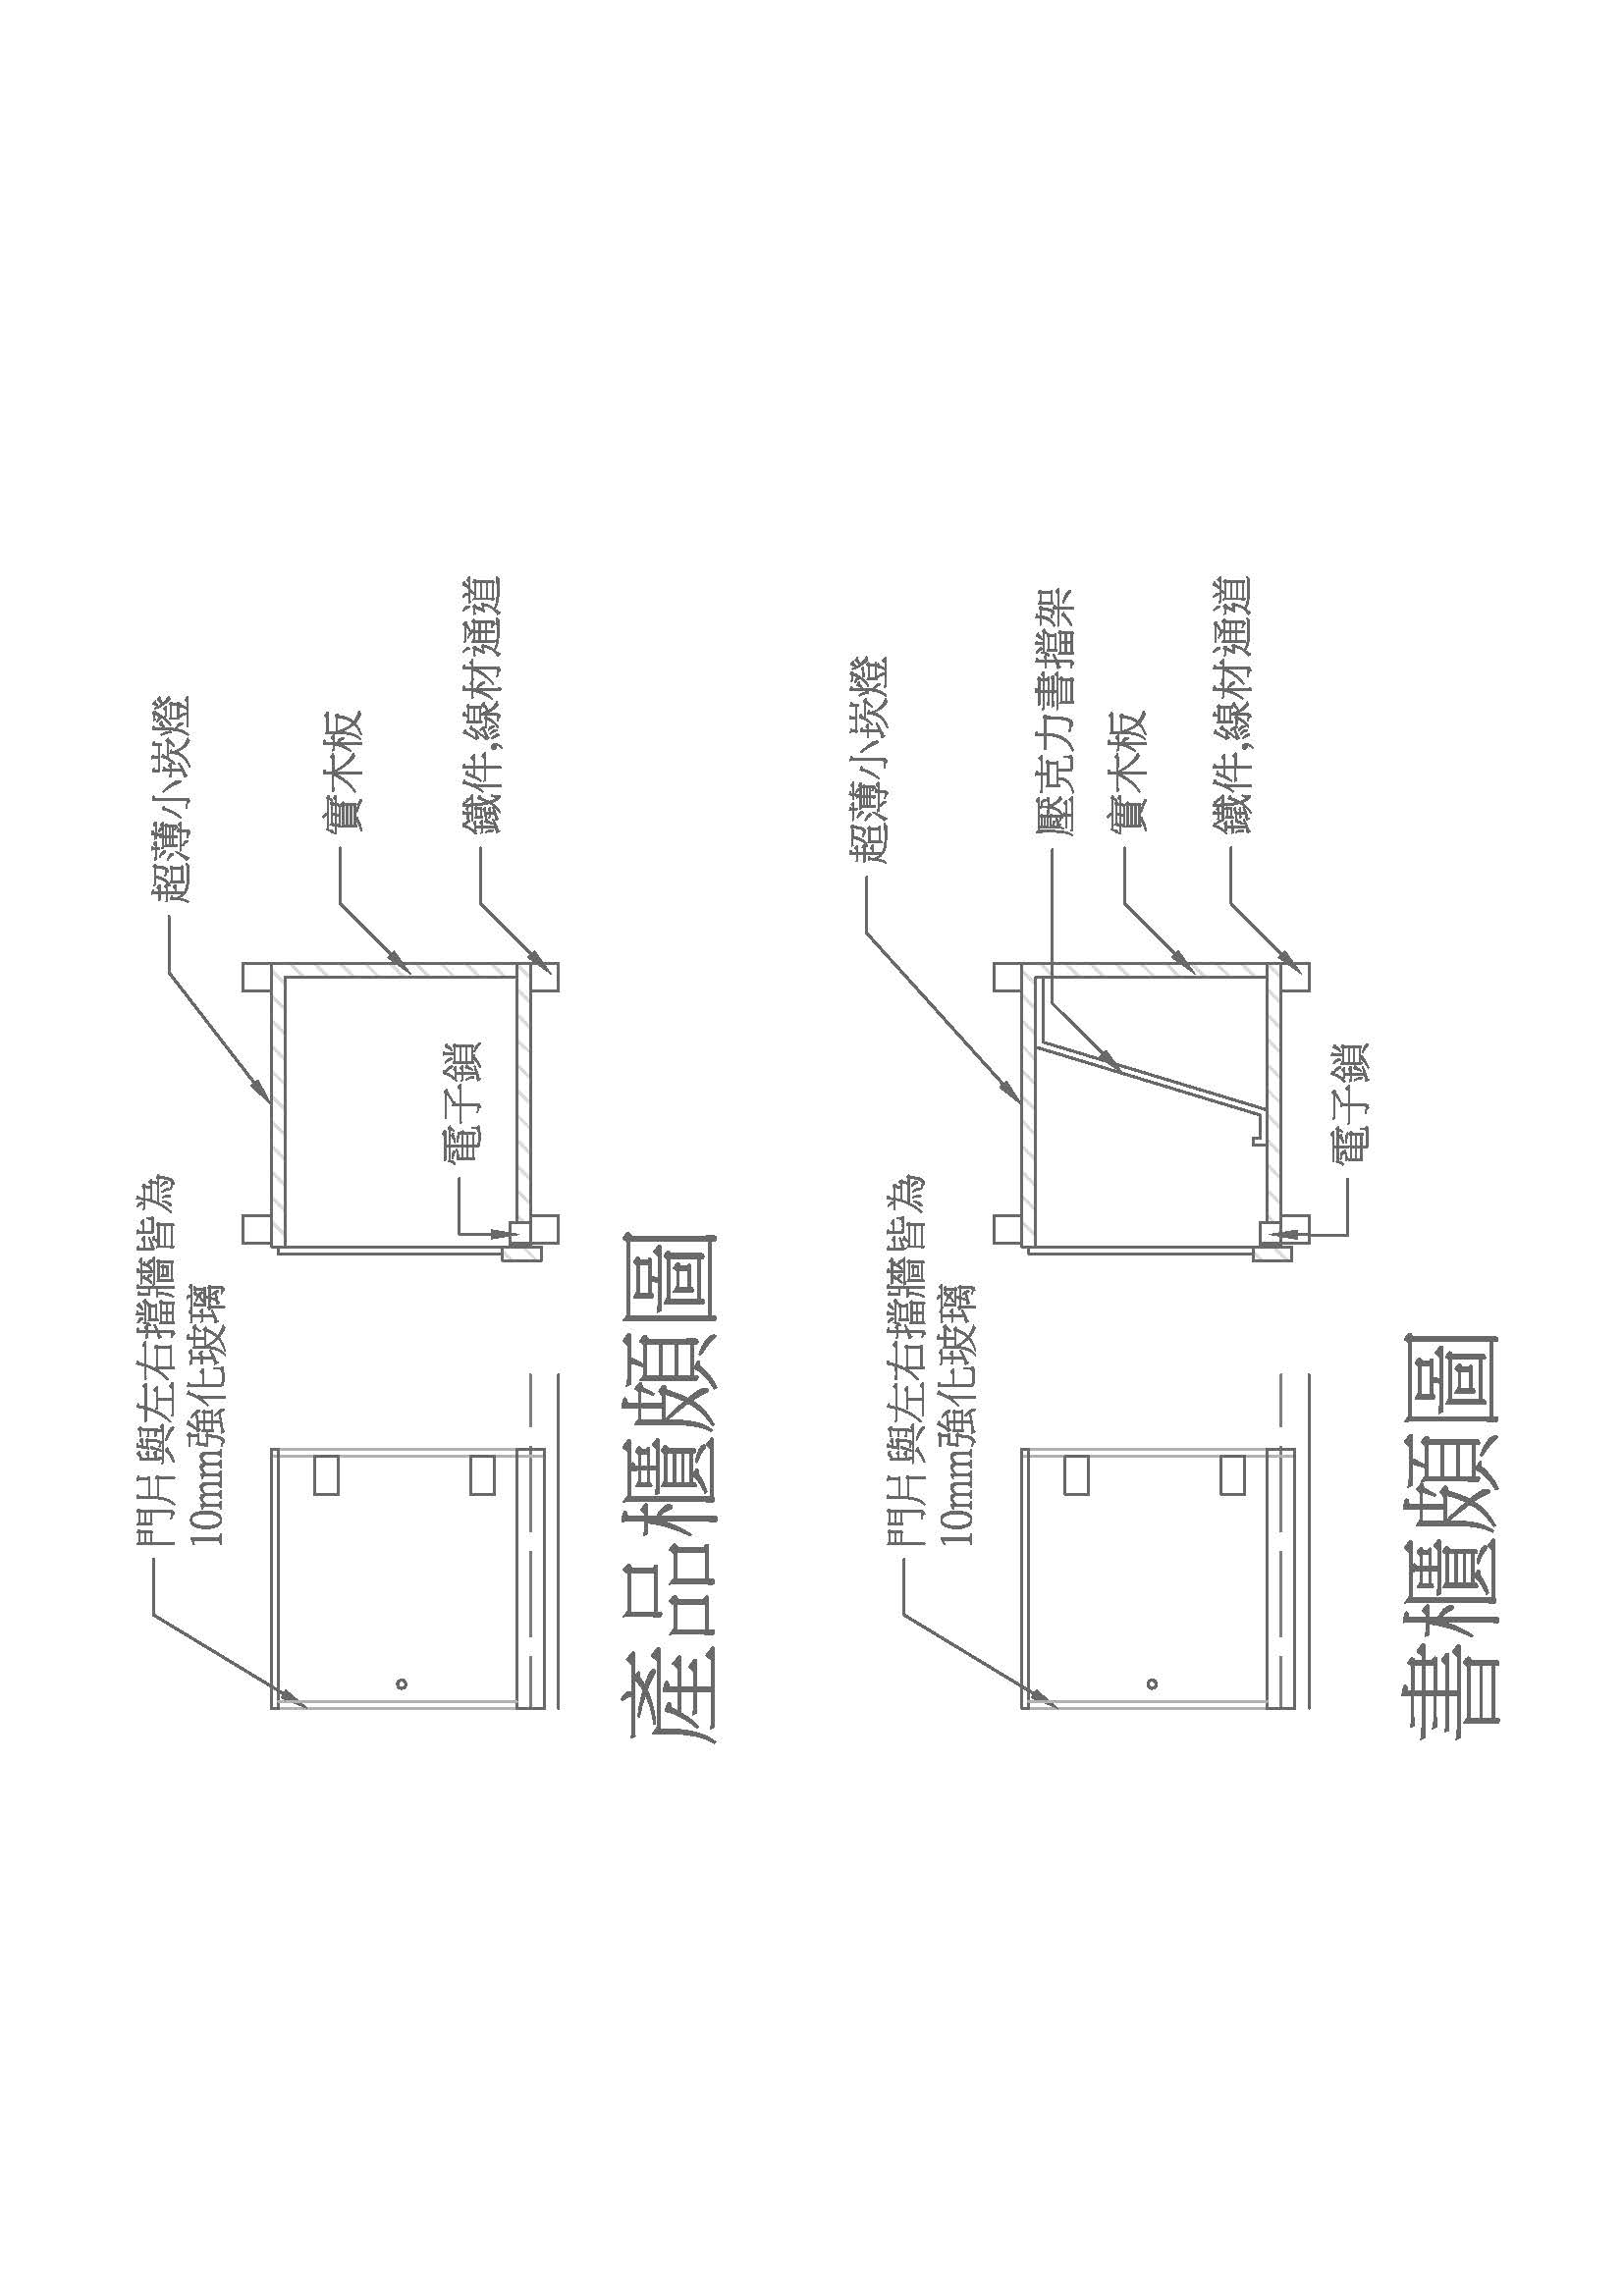 門片與左右擋牆皆為
10mm強化玻璃
超薄小崁燈
實木板
電子鎖
鐵件,線材通道
產品櫃頗圖
門片與左右擋牆皆為
10mm強化玻璃
超薄小崁燈
壓克力書擋架
實木板
鐵件,線材通道
電子鎖
書櫃頗圖